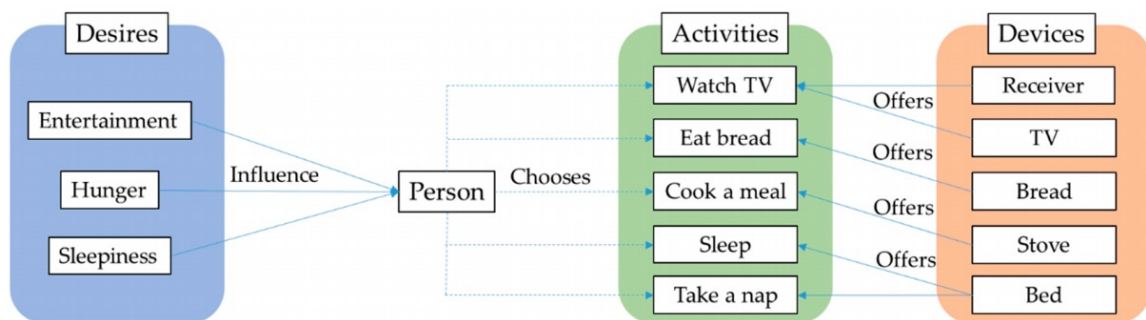 Desires
Entertainment
Hunger
Sleepiness
Influence
Person
Chooses
Activities
Watch TV
Eat bread
Cook a meal
Sleep
Take a nap
Offers
Offers
Offers
Offers
Devices
Receiver
TV
Bread
Stove
Bed